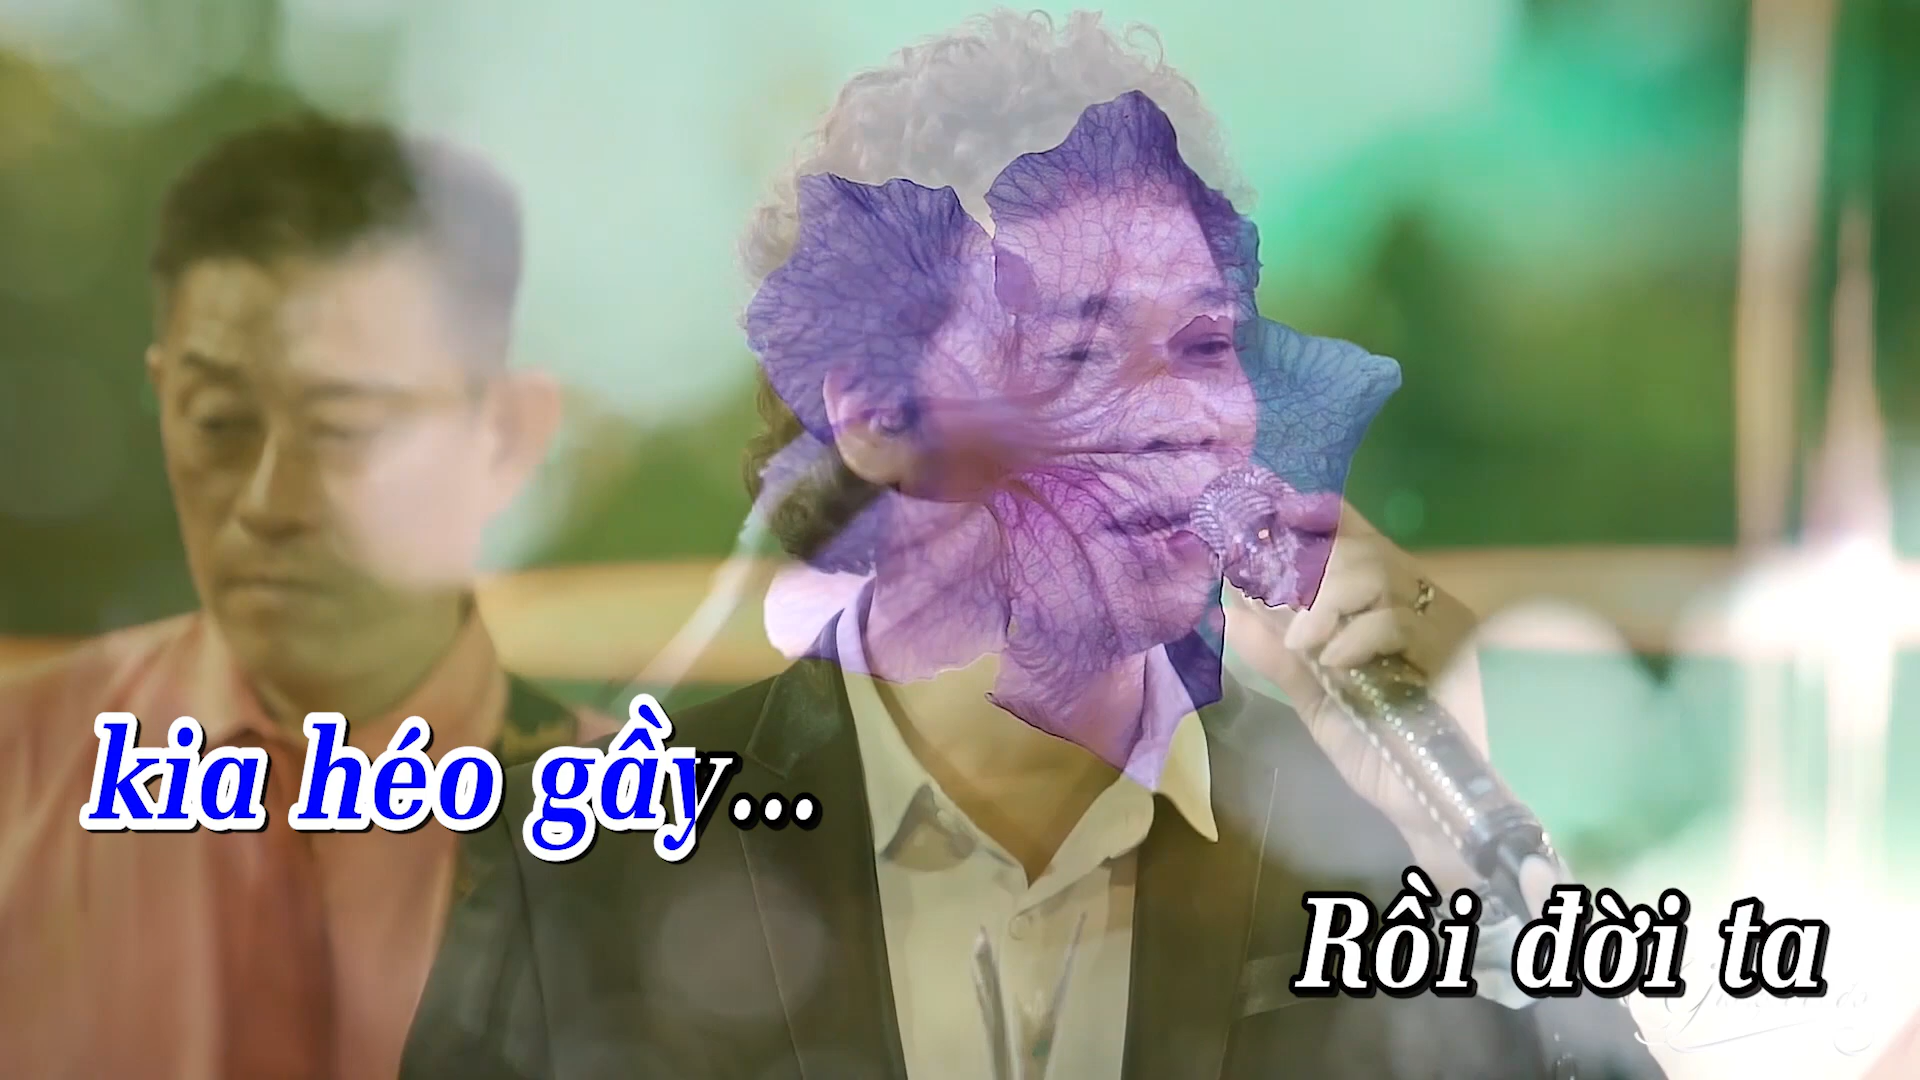 kia héo gầy...
Rồi đời ta